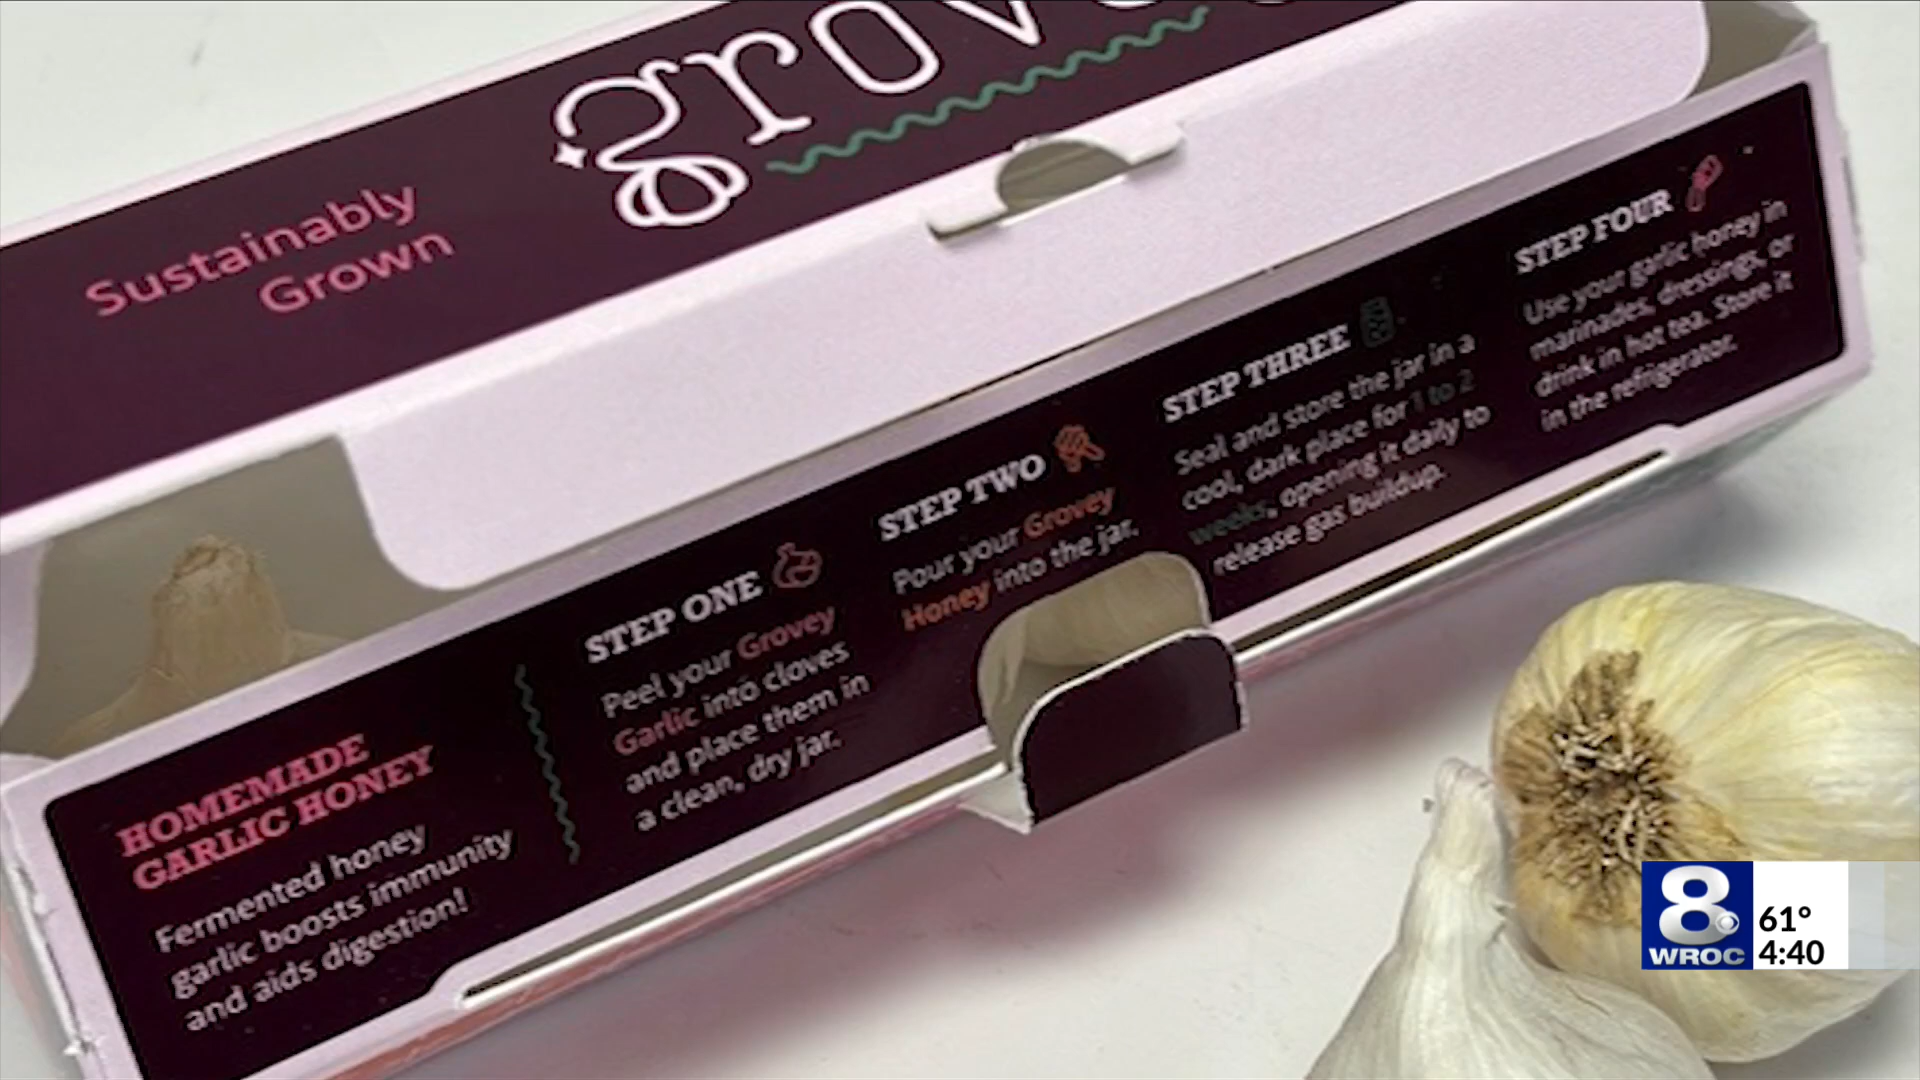 grov
Sustainably
Grown
HOMEMADE
GARLIC HONEY
Fermented honey
garlic boosts immunity
and aids digestion!
STEP ONE
Peel your Grovey
Garlic into cloves
and place them in
a clean, dry jar.
STEP TWO
Pour your Grovey
Honey into the jar.
STEP THREE
Seal and store the jar in a
cool, dark place for 1 to 2
weeks, opening it daily to
release gas buildup.
STEP FOUR
Use your garlic honey in
marinades, dressings, or
drink in hot tea. Store it
in the refrigerator.
8
WROC
61°
4:40